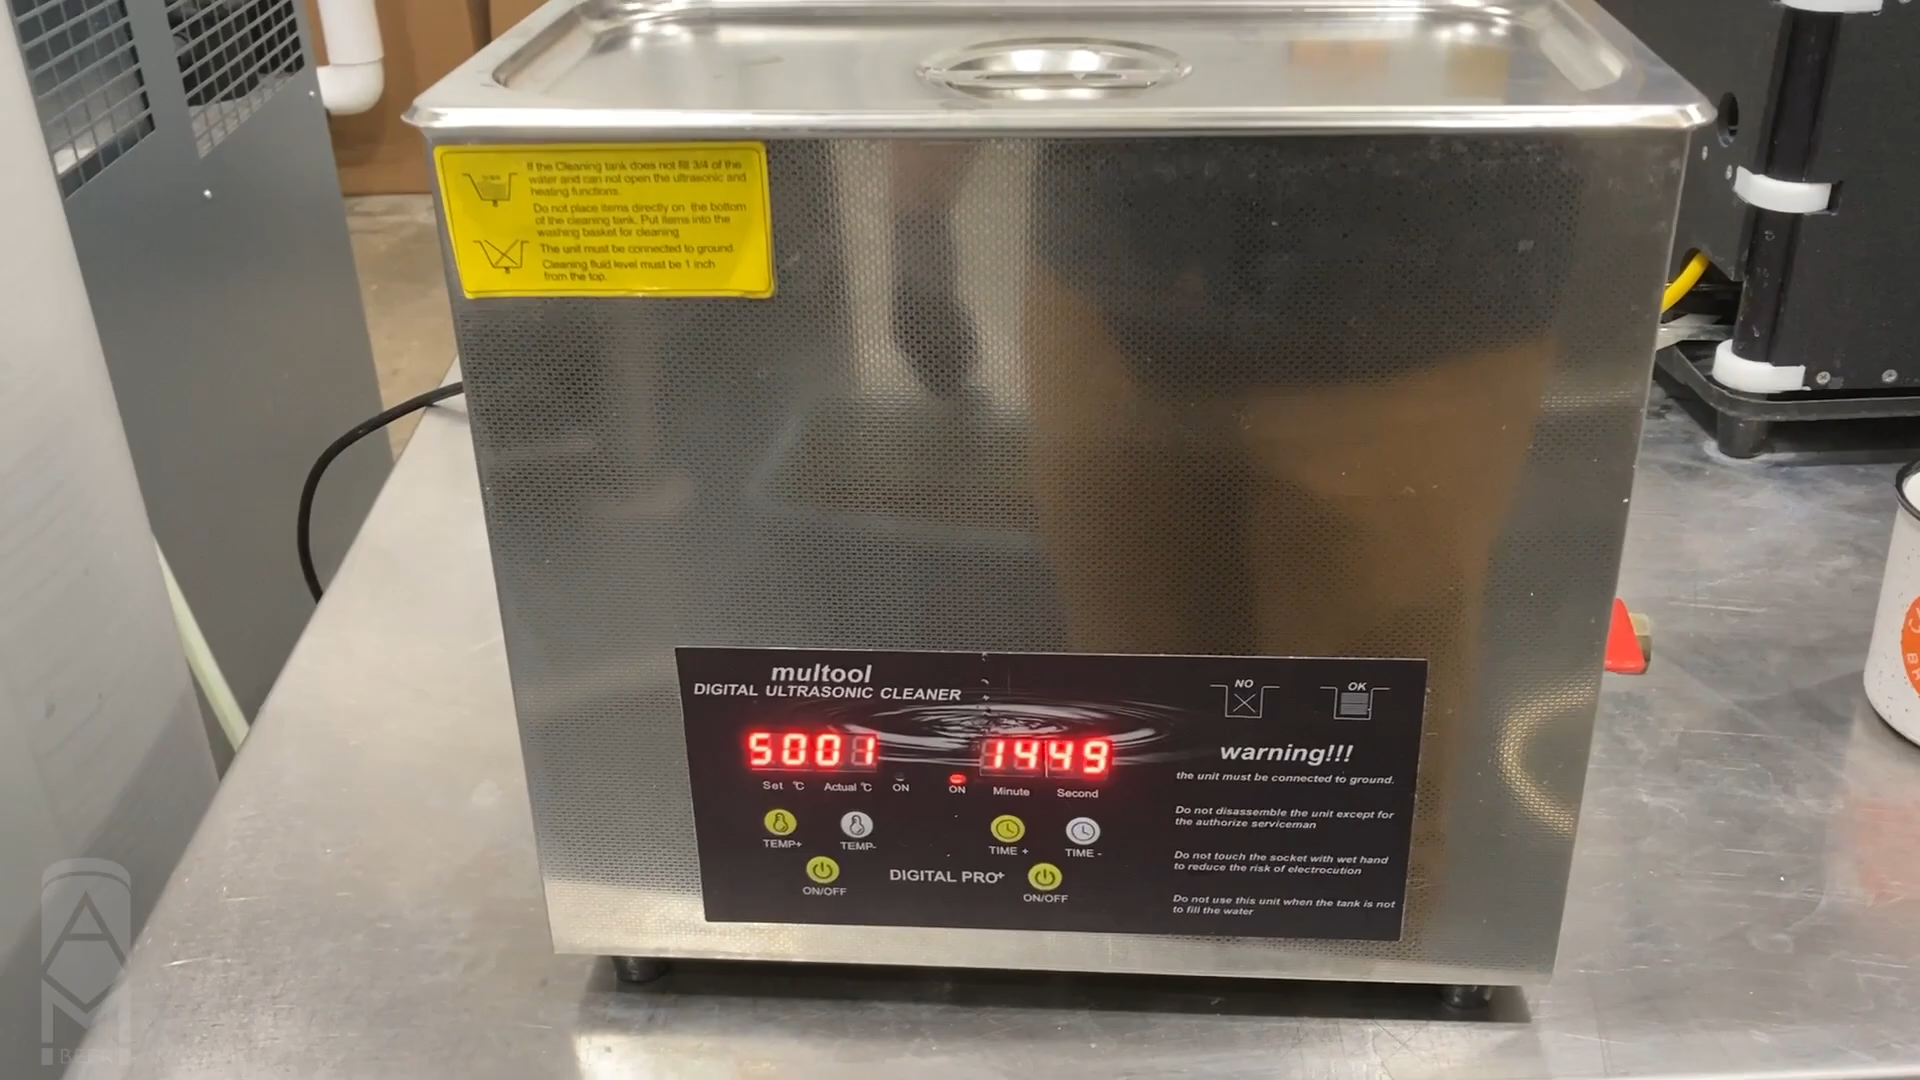 If the Cleaning tank does not fill 3/4 of the
water and can not open the ultrasonic and
heating functions.
Do not place items directly on the bottom
of the cleaning tank. Put items into the
washing basket for cleaning
The unit must be connected to ground.
Cleaning fluid level must be 1 inch
from the top.
multool
DIGITAL ULTRASONIC CLEANER
5001
1449
Set °C
Actual °C
ON
ON
Minute
Second
TEMP+
TEMP-
TIME +
TIME -
ON/OFF
DIGITAL PRO+
ON/OFF
NO
OK
warning!!!
the unit must be connected to ground.
Do not disassemble the unit except for
the authorize serviceman
Do not touch the socket with wet hand
to reduce the risk of electrocution
Do not use this unit when the tank is not
to fill the water
AM
BEER